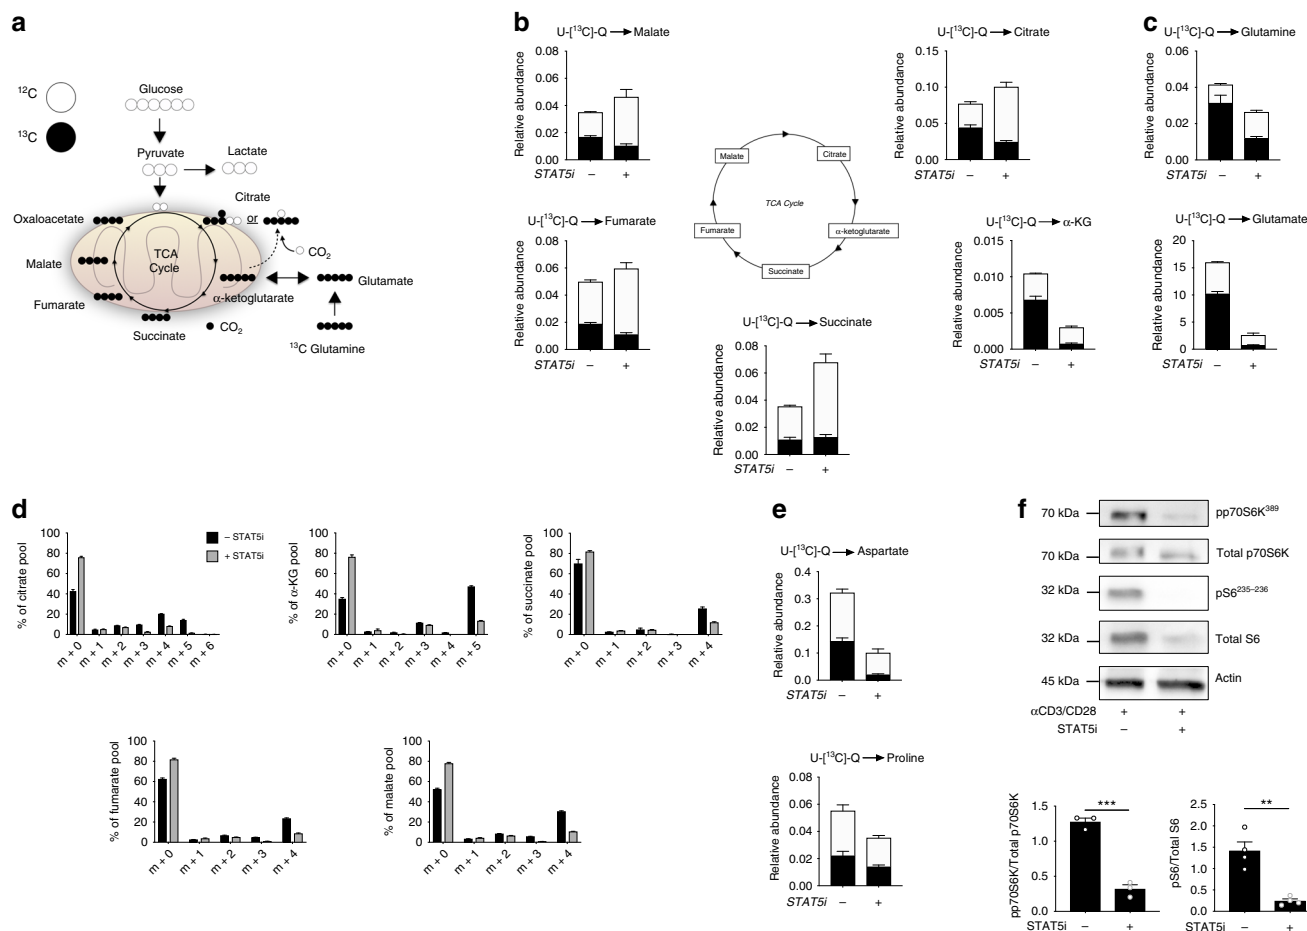 a
12C
13C
Glucose
Pyruvate
Lactate
Citrate
or
Oxaloacetate
CO2
TCA
Cycle
Malate
Glutamate
α-ketoglutarate
Fumarate
CO2
Succinate
13C Glutamine
b
U-[13C]-Q Malate
Relative abundance
0.08
0.06
0.04
0.02
0.00
STAT5i – +
U-[13C]-Q Citrate
Relative abundance
0.15
0.10
0.05
0.00
STAT5i – +
Malate
Citrate
TCA Cycle
Fumarate
α-ketoglutarate
Succinate
U-[13C]-Q Fumarate
Relative abundance
0.08
0.06
0.04
0.02
0.00
STAT5i – +
U-[13C]-Q α-KG
Relative abundance
0.015
0.010
0.005
0.000
STAT5i – +
U-[13C]-Q Succinate
Relative abundance
0.08
0.06
0.04
0.02
0.00
STAT5i – +
c
U-[13C]-Q Glutamine
Relative abundance
0.06
0.04
0.02
0.00
STAT5i – +
U-[13C]-Q Glutamate
Relative abundance
20
15
10
5
0
STAT5i – +
d
% of citrate pool
100
80
60
40
20
0
m + 0 m + 1 m + 2 m + 3 m + 4 m + 5 m + 6
– STAT5i
+ STAT5i
% of α-KG pool
100
80
60
40
20
0
m + 0 m + 1 m + 2 m + 3 m + 4 m + 5
% of succinate pool
100
80
60
40
20
0
m + 0 m + 1 m + 2 m + 3 m + 4
% of fumarate pool
100
80
60
40
20
0
m + 0 m + 1 m + 2 m + 3 m + 4
% of malate pool
100
80
60
40
20
0
m + 0 m + 1 m + 2 m + 3 m + 4
e
U-[13C]-Q Aspartate
Relative abundance
0.4
0.3
0.2
0.1
0.0
STAT5i – +
U-[13C]-Q Proline
Relative abundance
0.08
0.06
0.04
0.02
0.00
STAT5i – +
f
70 kDa pp70S6K389
70 kDa Total p70S6K
32 kDa pS6235–236
32 kDa Total S6
45 kDa Actin
αCD3/CD28 + +
STAT5i – +
pp70S6K/Total p70S6K
1.5
1.0
0.5
0.0
***
STAT5i – +
pS6/Total S6
2.5
2.0
1.5
1.0
0.5
0.0
**
STAT5i – +